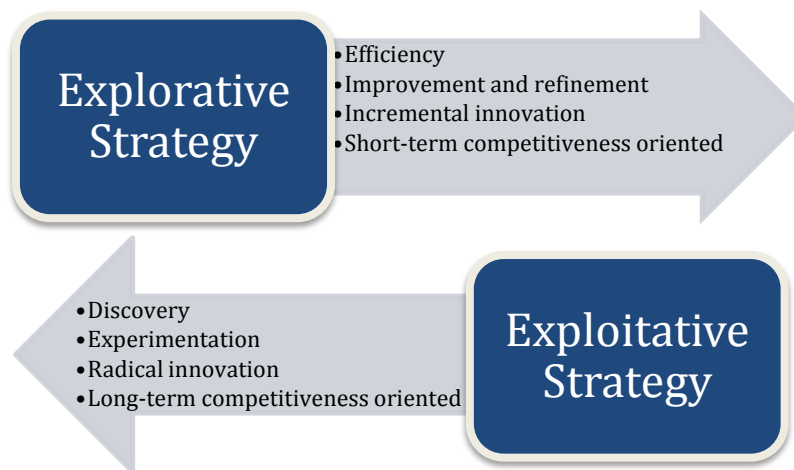 Explorative
Strategy
•Efficiency
•Improvement and refinement
•Incremental innovation
•Short-term competitiveness oriented
•Discovery
•Experimentation
•Radical innovation
•Long-term competitiveness oriented
Exploitative
Strategy